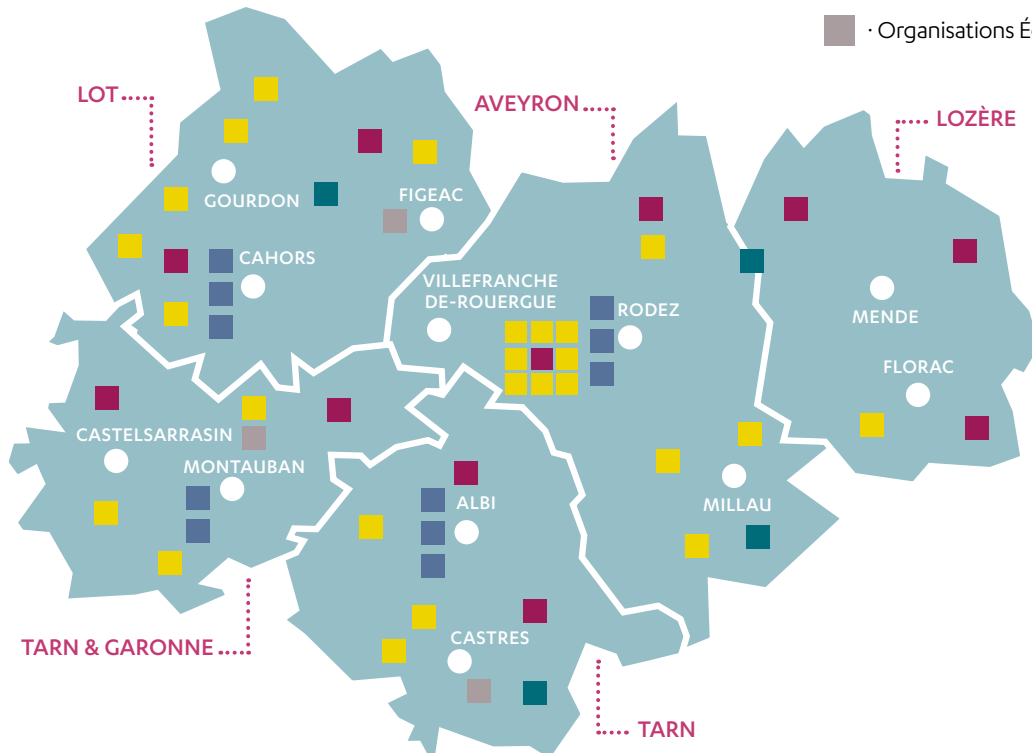 · Organisations É
LOT
AVEYRON
LOZÈRE
GOURDON
FIGEAC
CAHORS
VILLEFRANCHE
DE-ROUERGUE
RODEZ
MENDE
FLORAC
CASTELSARRASIN
MONTAUBAN
ALBI
MILLAU
CASTRES
TARN & GARONNE
TARN